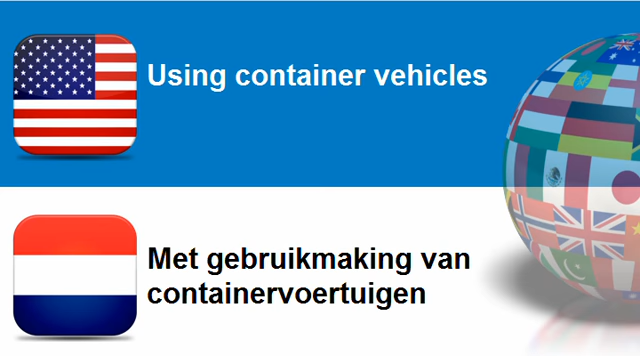 Using container vehicles
Met gebruikmaking van
containervoertuigen